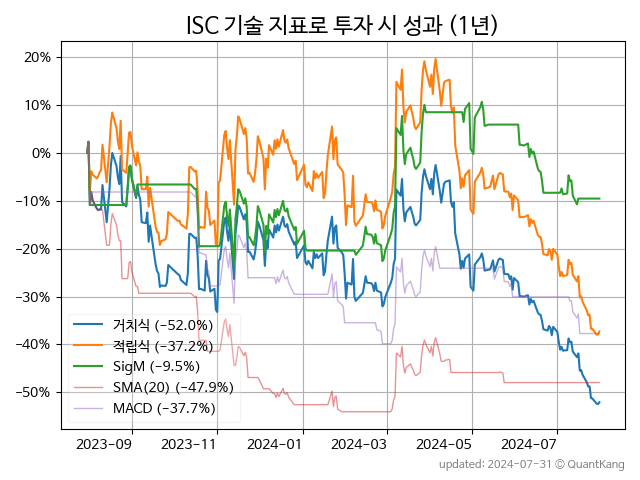 ISC 기술 지표로 투자 시 성과 (1년)
20%
10%
0%
−10%
−20%
−30%
−40%
−50%
거치식 (−52.0%)
적립식 (−37.2%)
SigM (−9.5%)
SMA(20) (−47.9%)
MACD (−37.7%)
2023−09 2023−11 2024−01 2024−03 2024−05 2024−07
updated: 2024-07-31 © QuantKang